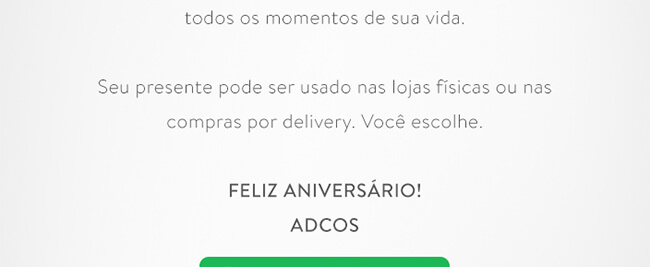 todos os momentos de sua vida.
Seu presente pode ser usado nas lojas físicas ou nas
compras por delivery. Você escolhe.
FELIZ ANIVERSÁRIO!
ADCOS